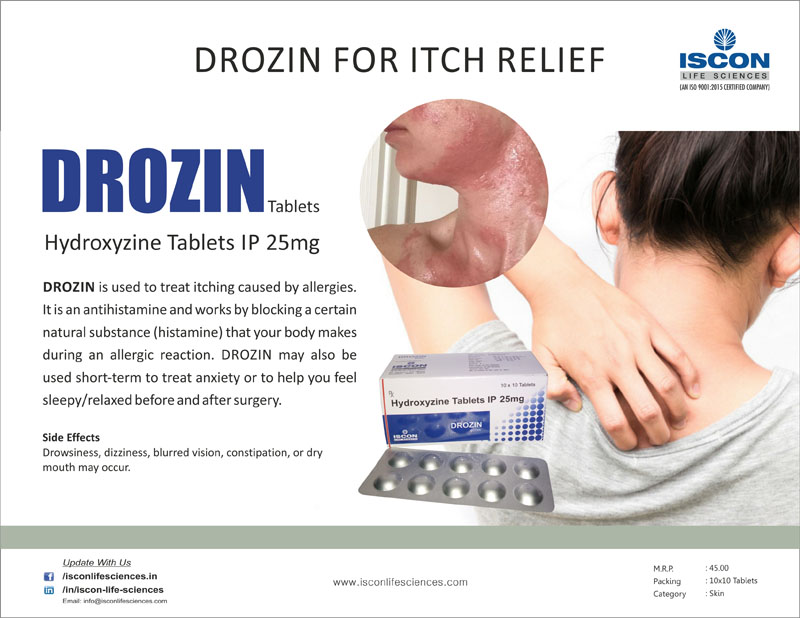 DROZIN FOR ITCH RELIEF
ISCON
LIFE SCIENCES
(AN ISO 9001:2015 CERTIFIED COMPANY)
DROZIN Tablets
Hydroxyzine Tablets IP 25mg
DROZIN is used to treat itching caused by allergies.
It is an antihistamine and works by blocking a certain
natural substance (histamine) that your body makes
during an allergic reaction. DROZIN may also be
used short-term to treat anxiety or to help you feel
sleepy/relaxed before and after surgery.
Side Effects
Drowsiness, dizziness, blurred vision, constipation, or dry
mouth may occur.
DROZIN
ISCON
10 x 10 Tablets
Rx
Hydroxyzine Tablets IP 25mg
DROZIN
ISCON
Update With Us
/isconlifesciences.in
/in/iscon-life-sciences
Email: info@isconlifesciences.com
www.isconlifesciences.com
M.R.P. : 45.00
Packing : 10x10 Tablets
Category : Skin